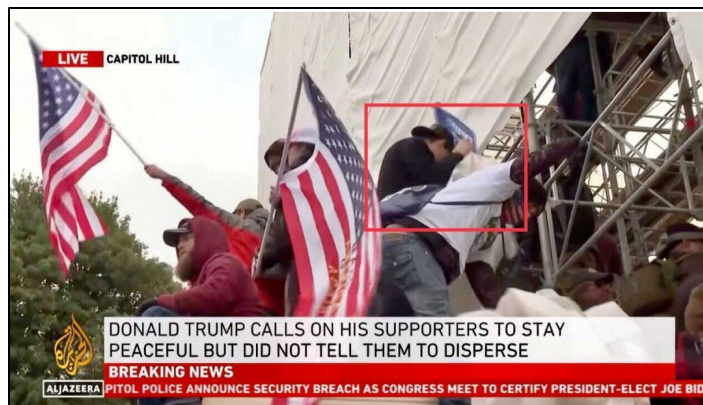 LIVE CAPITOL HILL
DONALD TRUMP CALLS ON HIS SUPPORTERS TO STAY
PEACEFUL BUT DID NOT TELL THEM TO DISPERSE
BREAKING NEWS
الجزيرة
ALJAZEERA
PITOL POLICE ANNOUNCE SECURITY BREACH AS CONGRESS MEET TO CERTIFY PRESIDENT-ELECT JOE BID